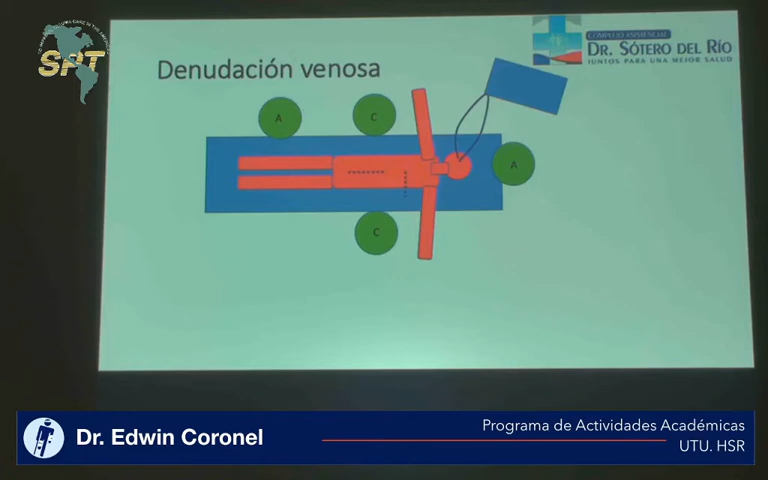 SPT
COMPLEJO ASISTENCIAL
DR. SÓTERO DEL RÍO
JUNTOS PARA UNA MEJOR SALUD
Denudación venosa
A
C
A
C
Dr. Edwin Coronel
Programa de Actividades Académicas
UTU. HSR